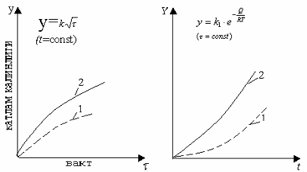 y
y=k√τ
(t=const)
қатлам қалинлиги
2
1
вақт
τ
Y
y = k₁·e^(-Q/RT)
(τ = const)
2
1
t